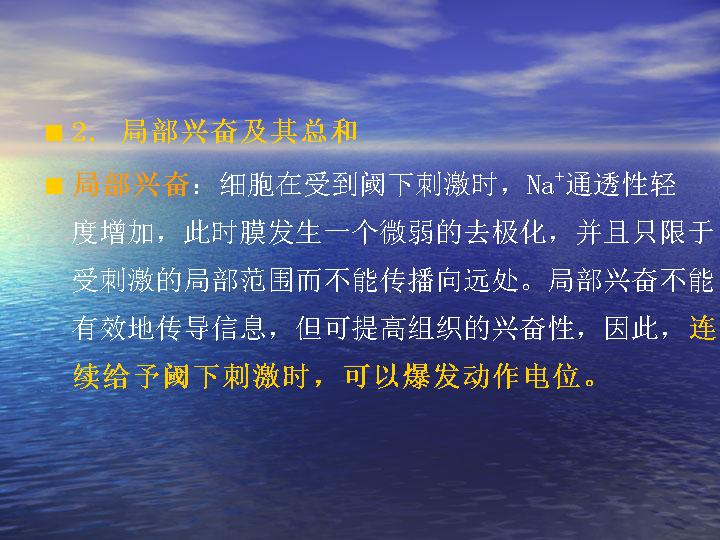 ■ 2. 局部兴奋及其总和
■ 局部兴奋：细胞在受到阈下刺激时，Na⁺通透性轻
度增加，此时膜发生一个微弱的去极化，并且只限于
受刺激的局部范围而不能传播向远处。局部兴奋不能
有效地传导信息，但可提高组织的兴奋性，因此，连
续给予阈下刺激时，可以爆发动作电位。